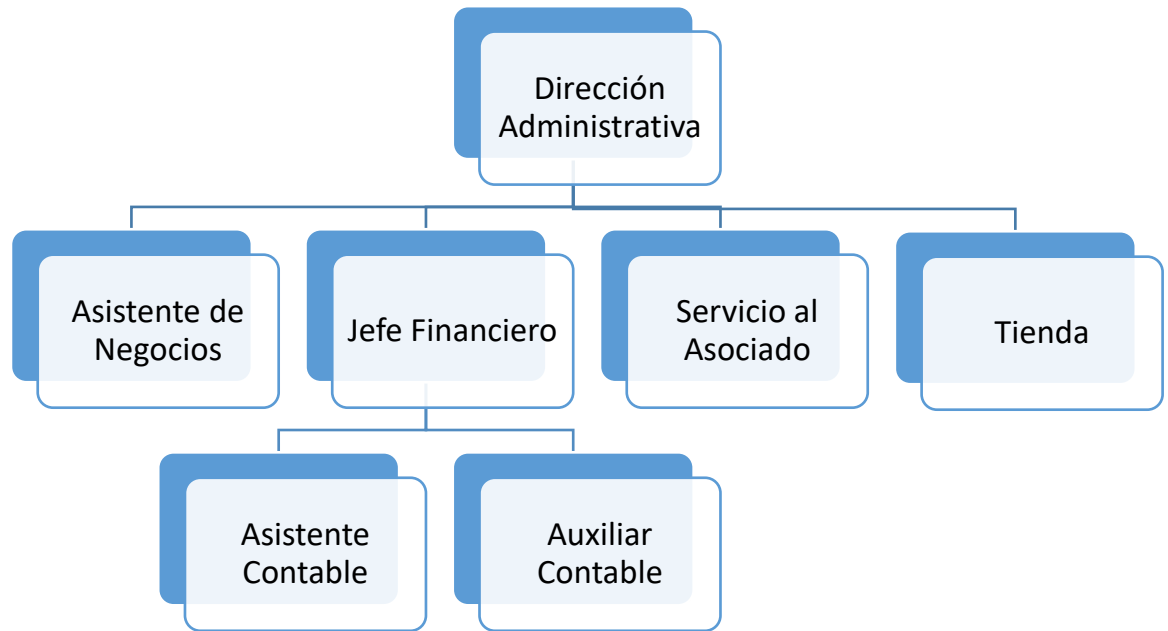 Dirección
Administrativa
Asistente de
Negocios
Jefe Financiero
Servicio al
Asociado
Tienda
Asistente
Contable
Auxiliar
Contable